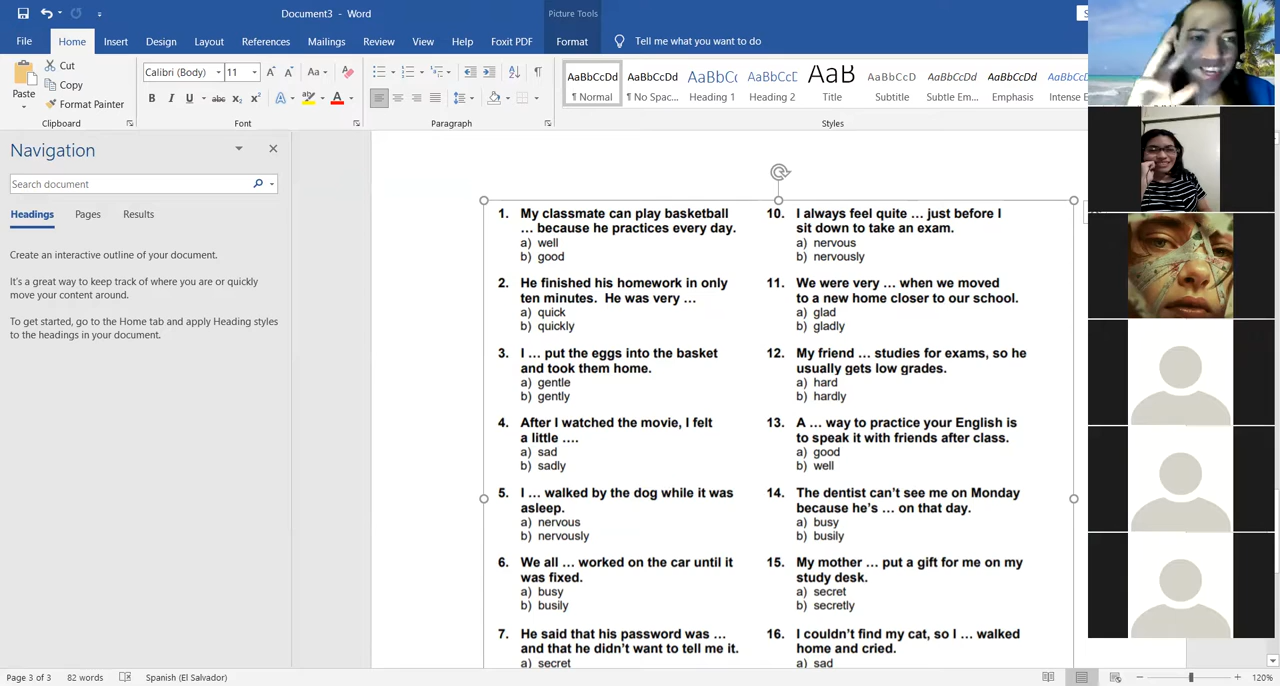 Document3 - Word
Picture Tools
File
Home
Insert
Design
Layout
References
Mailings
Review
View
Help
Foxit PDF
Format
Tell me what you want to do
Paste
Cut
Copy
Format Painter
Clipboard
Calibri (Body)
11
Aa
B I U abc X₂ X²
A
Font
Paragraph
AaBbCcDd
¶ Normal
AaBbCcDd
¶ No Spac...
AaBbCc
Heading 1
AaBbCcD
Heading 2
AaB
Title
AaBbCcD
Subtitle
AaBbCcDd
Subtle Em...
AaBbCcDd
Emphasis
AaBbCcDd
Intense E
Styles
Navigation
Search document
Headings
Pages
Results
Create an interactive outline of your document.
It's a great way to keep track of where you are or quickly
move your content around.
To get started, go to the Home tab and apply Heading styles
to the headings in your document.
1. My classmate can play basketball
... because he practices every day.
a) well
b) good
2. He finished his homework in only
ten minutes. He was very ...
a) quick
b) quickly
3. I ... put the eggs into the basket
and took them home.
a) gentle
b) gently
4. After I watched the movie, I felt
a little ....
a) sad
b) sadly
5. I ... walked by the dog while it was
asleep.
a) nervous
b) nervously
6. We all ... worked on the car until it
was fixed.
a) busy
b) busily
7. He said that his password was ...
and that he didn't want to tell me it.
a) secret
10. I always feel quite ... just before I
sit down to take an exam.
a) nervous
b) nervously
11. We were very ... when we moved
to a new home closer to our school.
a) glad
b) gladly
12. My friend ... studies for exams, so he
usually gets low grades.
a) hard
b) hardly
13. A ... way to practice your English is
to speak it with friends after class.
a) good
b) well
14. The dentist can't see me on Monday
because he's ... on that day.
a) busy
b) busily
15. My mother ... put a gift for me on my
study desk.
a) secret
b) secretly
16. I couldn't find my cat, so I ... walked
home and cried.
a) sad
Page 3 of 3
82 words
Spanish (El Salvador)
120%